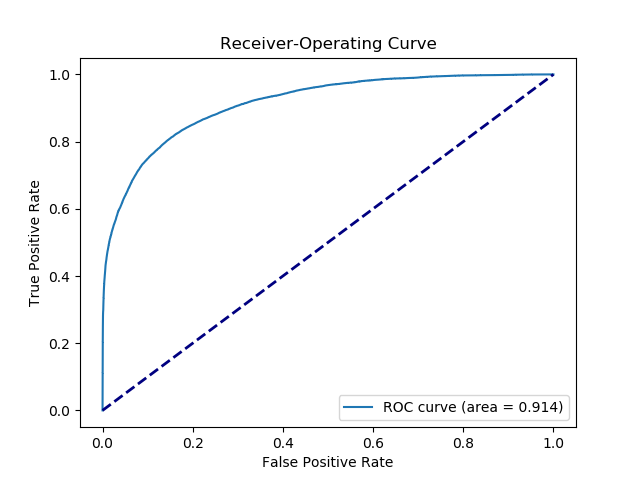 Receiver-Operating Curve
1.0
0.8
0.6
0.4
0.2
0.0
True Positive Rate
ROC curve (area = 0.914)
0.0 0.2 0.4 0.6 0.8 1.0
False Positive Rate